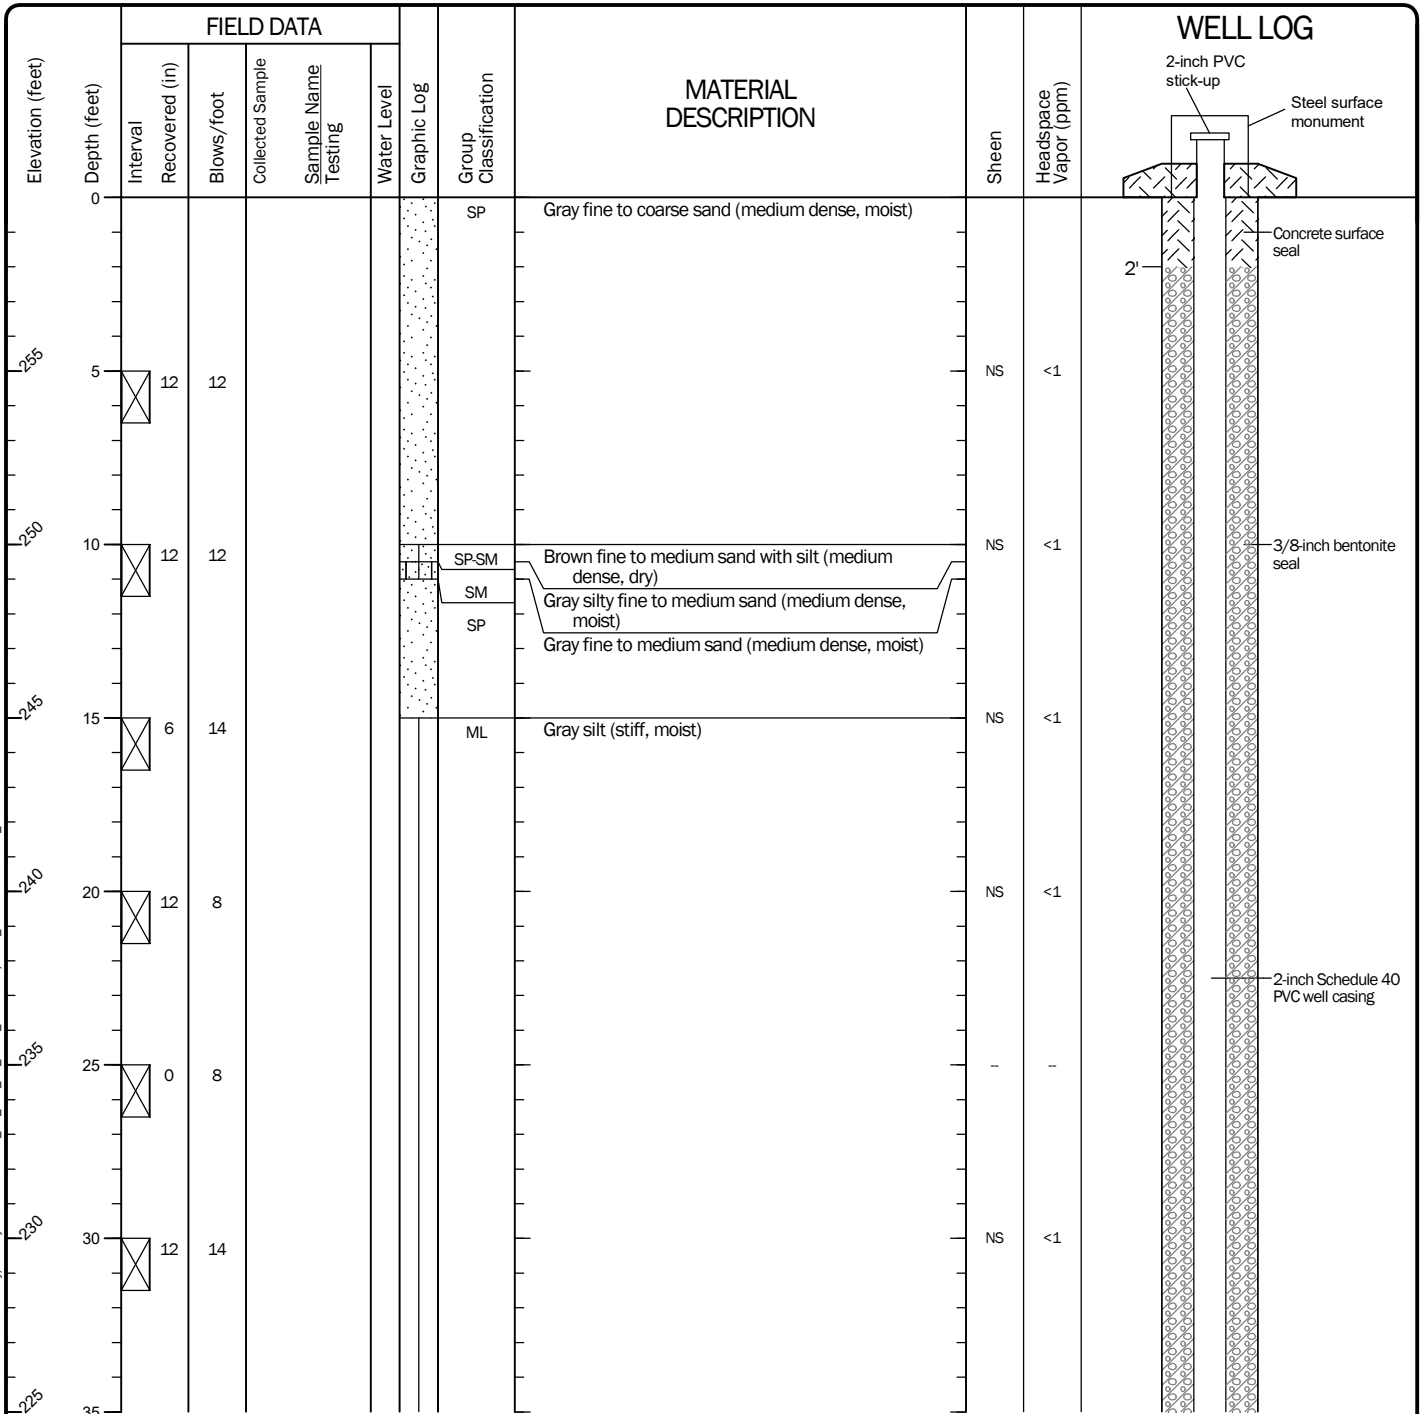 FIELD DATA
WELL LOG
Elevation (feet)
Depth (feet)
Interval
Recovered (in)
Blows/foot
Collected Sample
Sample Name
Testing
Water Level
Graphic Log
Group
Classification
MATERIAL
DESCRIPTION
Sheen
Headspace
Vapor (ppm)
2-inch PVC
stick-up
Steel surface
monument
0
SP
Gray fine to coarse sand (medium dense, moist)
Concrete surface
seal
2'
255
5
12
12
NS
<1
250
10
12
12
SP-SM
Brown fine to medium sand with silt (medium
dense, dry)
NS
<1
3/8-inch bentonite
seal
SM
Gray silty fine to medium sand (medium dense,
moist)
SP
Gray fine to medium sand (medium dense, moist)
245
15
6
14
ML
Gray silt (stiff, moist)
NS
<1
240
20
12
8
NS
<1
2-inch Schedule 40
PVC well casing
235
25
0
8
--
--
230
30
12
14
NS
<1
225
35